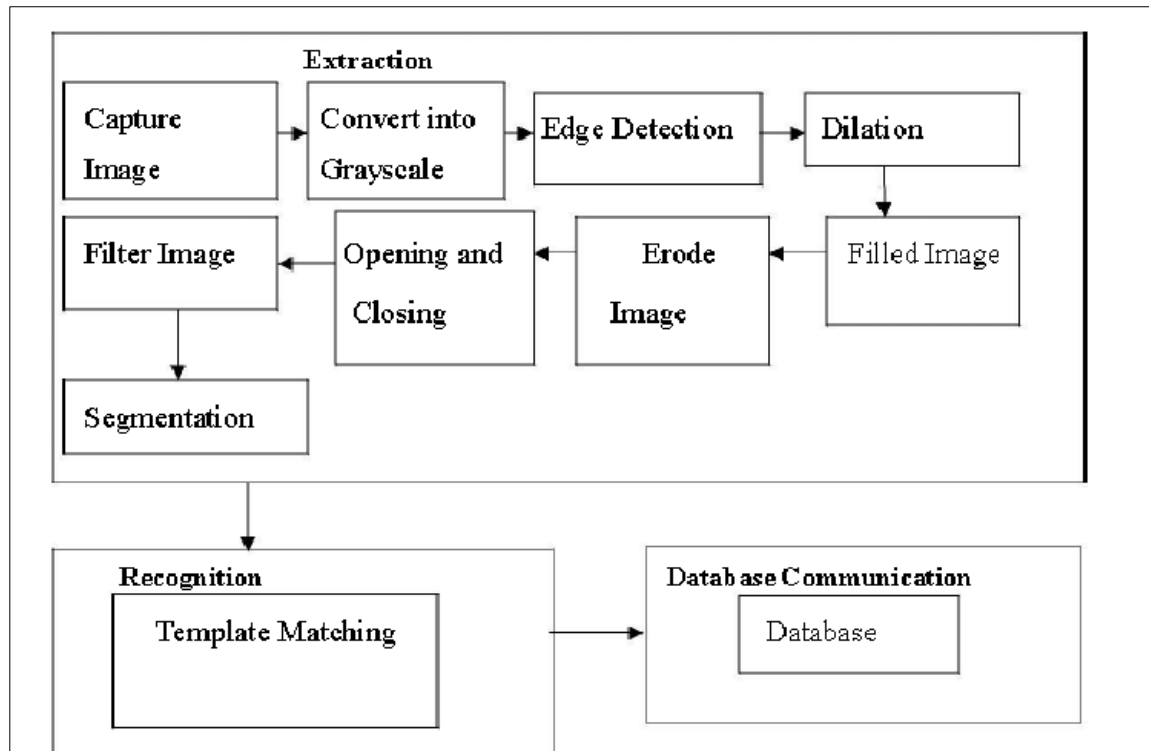 Extraction
Capture
Image
Convert into
Grayscale
Edge Detection
Dilation
Filled Image
Erode
Image
Opening and
Closing
Filter Image
Segmentation
Recognition
Template Matching
Database Communication
Database